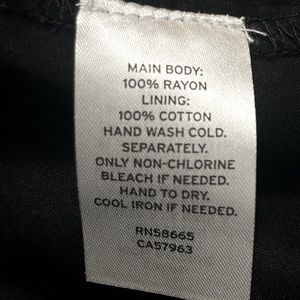 MAIN BODY:
100% RAYON
LINING:
100% COTTON
HAND WASH COLD.
SEPARATELY.
ONLY NON-CHLORINE
BLEACH IF NEEDED.
HAND TO DRY.
COOL IRON IF NEEDED.
RN58665
CA57963